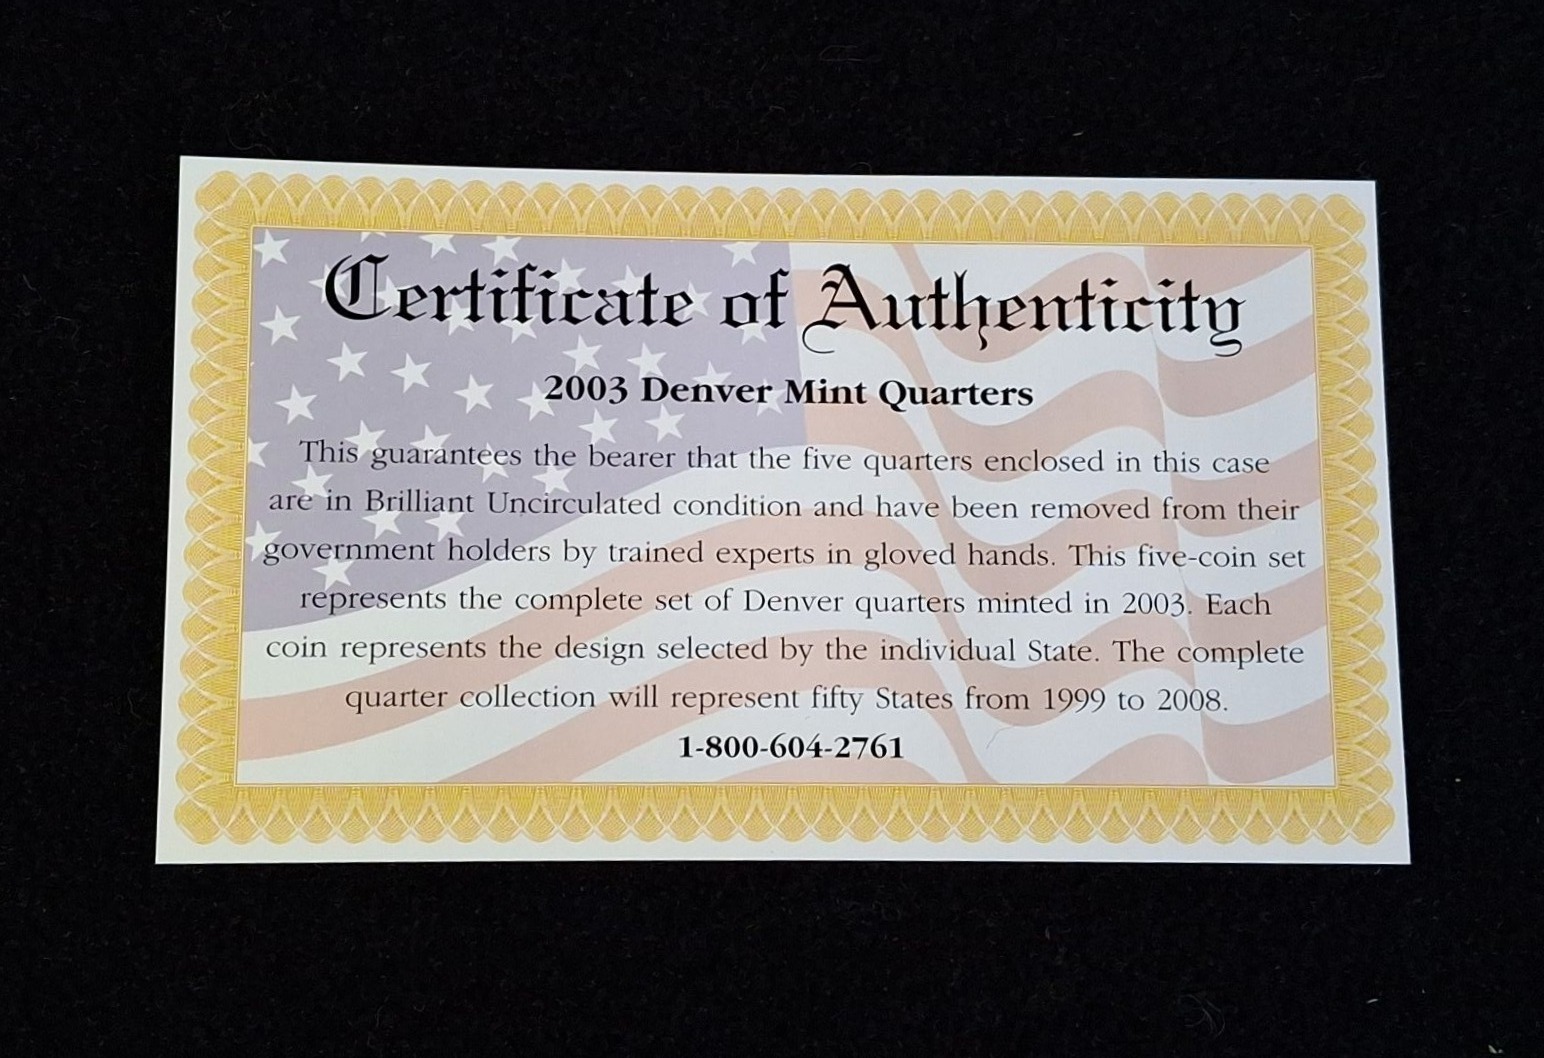 Certificate of Authenticity
2003 Denver Mint Quarters
This guarantees the bearer that the five quarters enclosed in this case
are in Brilliant Uncirculated condition and have been removed from their
government holders by trained experts in gloved hands. This five-coin set
represents the complete set of Denver quarters minted in 2003. Each
coin represents the design selected by the individual State. The complete
quarter collection will represent fifty States from 1999 to 2008.
1-800-604-2761